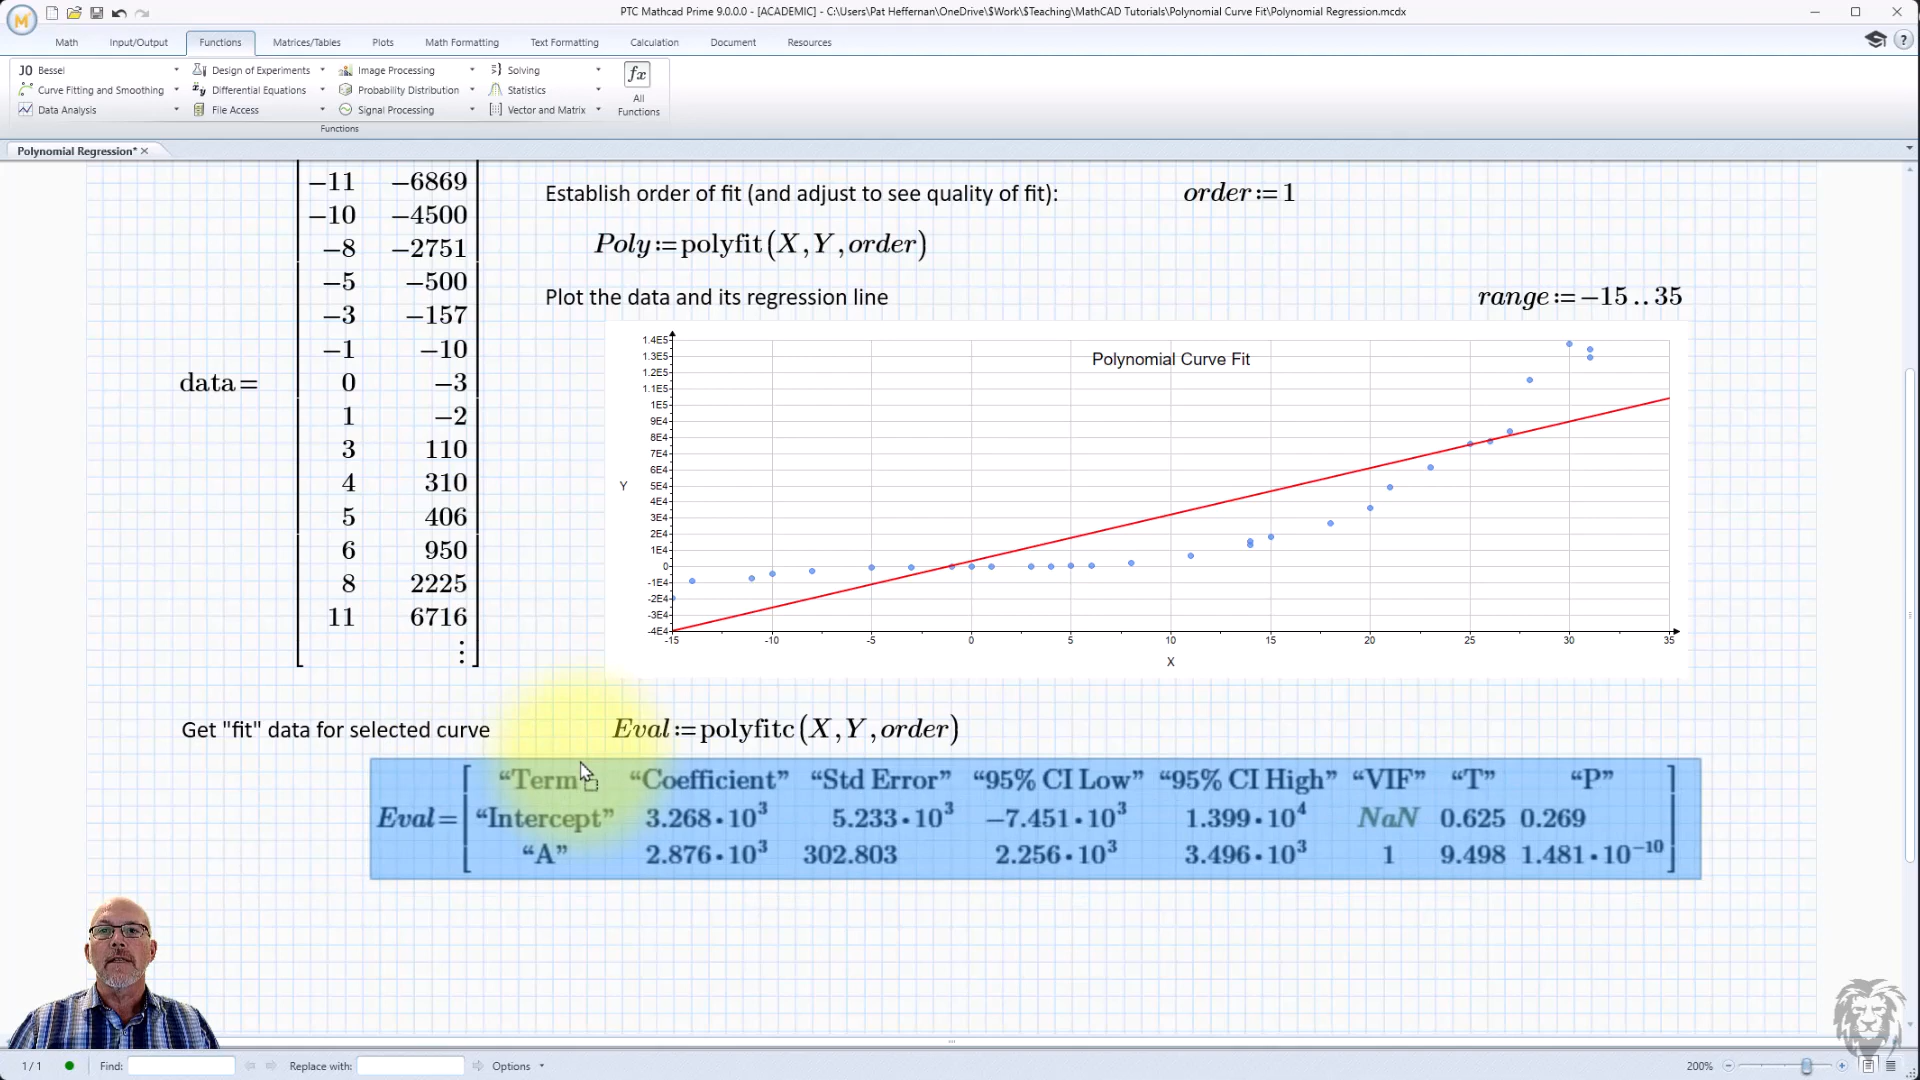 PTC Mathcad Prime 9.0.0.0 - [ACADEMIC] - C:\Users\Pat Heffernan\OneDrive\$Work\$Teaching\MathCAD Tutorials\Polynomial Curve Fit\Polynomial Regression.mcdx
Math Input/Output Functions Matrices/Tables Plots Math Formatting Text Formatting Calculation Document Resources
Bessel Design of Experiments Image Processing Solving
Curve Fitting and Smoothing Differential Equations Probability Distribution Statistics
Data Analysis File Access Signal Processing Vector and Matrix
All
Functions
Functions
Polynomial Regression*
−11 −6869
−10 −4500
−8 −2751
−5 −500
−3 −157
−1 −10
data= 0 −3
1 −2
3 110
4 310
5 406
6 950
8 2225
11 6716
⋮
Establish order of fit (and adjust to see quality of fit): order:=1
Poly:=polyfit(X,Y,order)
Plot the data and its regression line range:=−15..35
Polynomial Curve Fit
1.4E5
1.3E5
1.2E5
1.1E5
1E5
9E4
8E4
7E4
6E4
5E4
4E4
3E4
2E4
1E4
0
-1E4
-2E4
-3E4
-4E4
Y
-15 -10 -5 0 5 10 15 20 25 30 35
X
Get "fit" data for selected curve Eval:=polyfitc(X,Y,order)
“Term” “Coefficient” “Std Error” “95% CI Low” “95% CI High” “VIF” “T” “P”
Eval= “Intercept” 3.268•10³ 5.233•10³ −7.451•10³ 1.399•10⁴ NaN 0.625 0.269
“A” 2.876•10³ 302.803 2.256•10³ 3.496•10³ 1 9.498 1.481•10⁻¹⁰
1 / 1 Find: Replace with: Options 200%